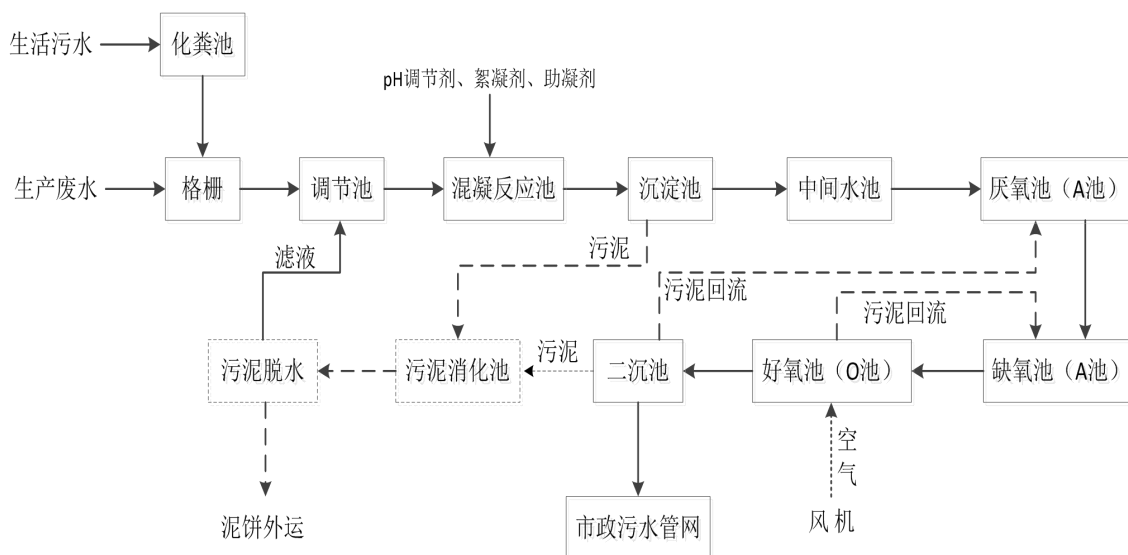 生活污水
化粪池
pH调节剂、絮凝剂、助凝剂
生产废水
格栅
调节池
混凝反应池
沉淀池
中间水池
厌氧池（A池）
滤液
污泥
污泥回流
污泥回流
污泥脱水
污泥消化池
污泥
二沉池
好氧池（O池）
缺氧池（A池）
空
气
泥饼外运
市政污水管网
风机